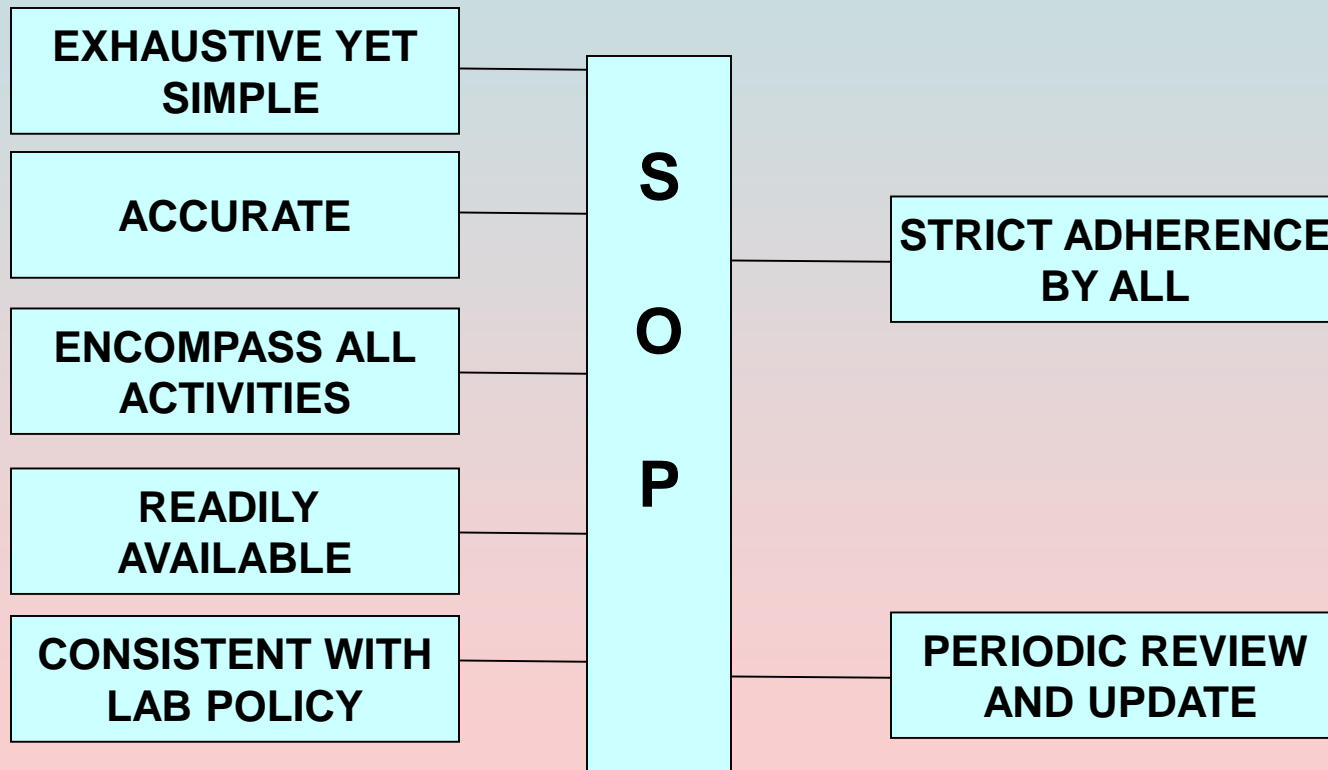 EXHAUSTIVE YET
SIMPLE
ACCURATE
ENCOMPASS ALL
ACTIVITIES
READILY
AVAILABLE
CONSISTENT WITH
LAB POLICY
S
O
P
STRICT ADHERENCE
BY ALL
PERIODIC REVIEW
AND UPDATE